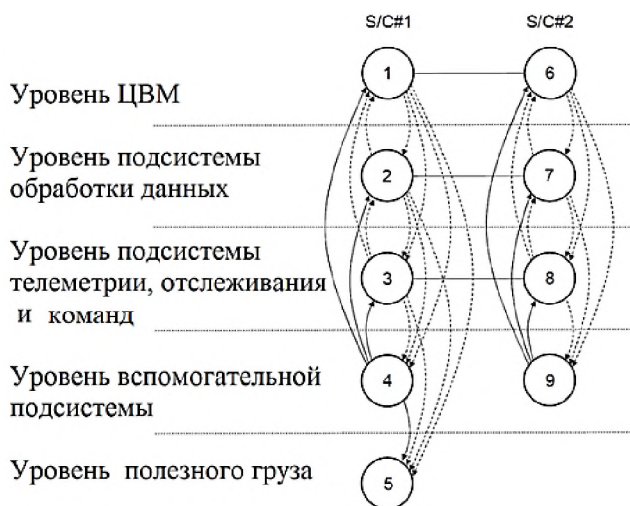 S/C#1 S/C#2
1 6
Уровень ЦВМ
Уровень подсистемы
обработки данных
2 7
Уровень подсистемы
телеметрии, отслеживания
и команд
3 8
Уровень вспомогательной
подсистемы
4 9
Уровень полезного груза
5